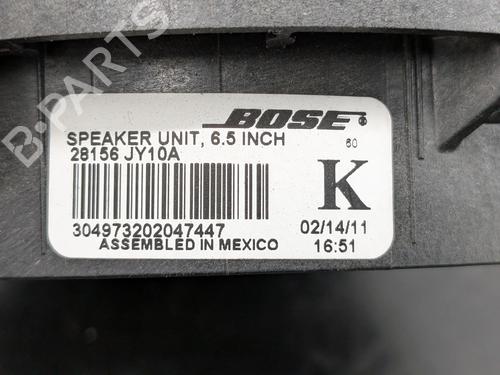 BOSE®
SPEAKER UNIT, 6.5 INCH 60
28156 JY10A
K
304973202047447 02/14/11
ASSEMBLED IN MEXICO 16:51
B-PARTS